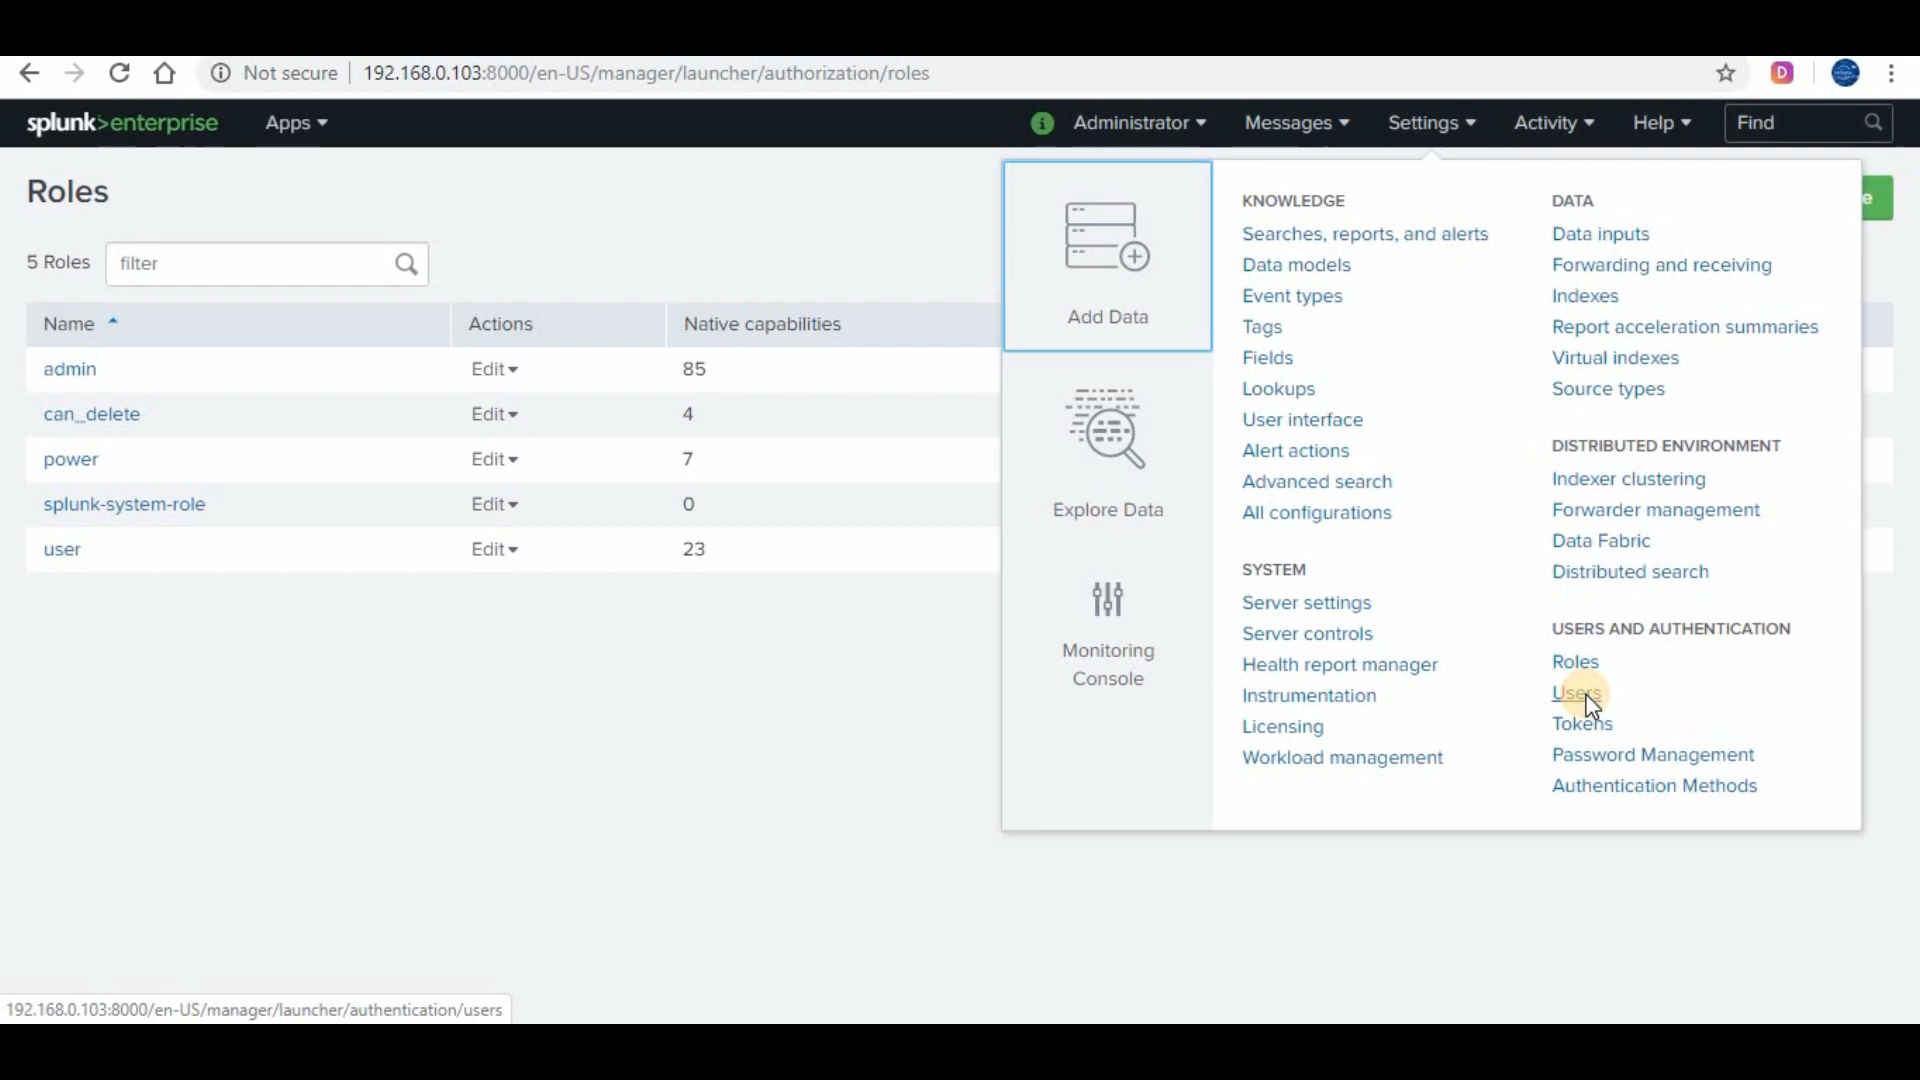 Not secure 192.168.0.103:8000/en-US/manager/launcher/authorization/roles
D
splunk>enterprise Apps
Administrator Messages Settings Activity Help Find
Roles
5 Roles filter
Name Actions Native capabilities
admin Edit 85
can_delete Edit 4
power Edit 7
splunk-system-role Edit 0
user Edit 23
Add Data
Explore Data
Monitoring
Console
KNOWLEDGE
Searches, reports, and alerts
Data models
Event types
Tags
Fields
Lookups
User interface
Alert actions
Advanced search
All configurations
SYSTEM
Server settings
Server controls
Health report manager
Instrumentation
Licensing
Workload management
DATA
Data inputs
Forwarding and receiving
Indexes
Report acceleration summaries
Virtual indexes
Source types
DISTRIBUTED ENVIRONMENT
Indexer clustering
Forwarder management
Data Fabric
Distributed search
USERS AND AUTHENTICATION
Roles
Users
Tokens
Password Management
Authentication Methods
e
192.168.0.103:8000/en-US/manager/launcher/authentication/users